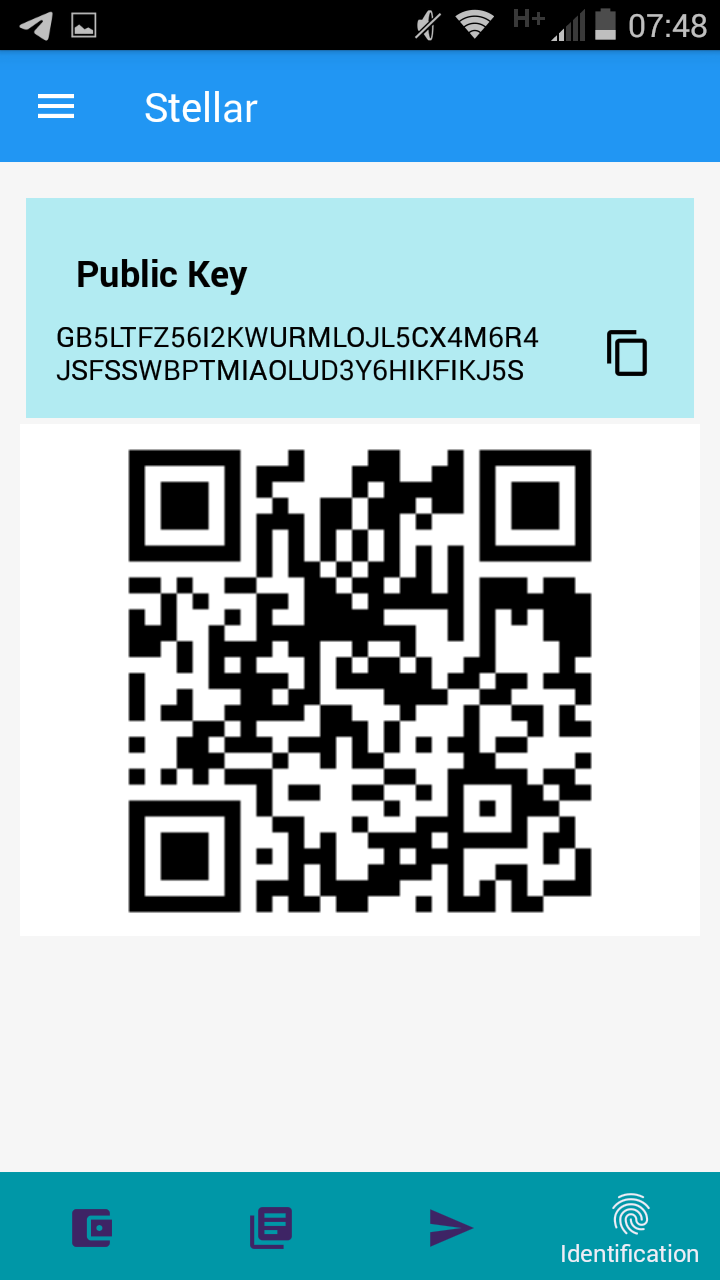 H+ 07:48
Stellar
Public Key
GB5LTFZ56I2KWURMLOJL5CX4M6R4
JSFSSWBPTMIAOLUD3Y6HIKFIKJ5S
Identification